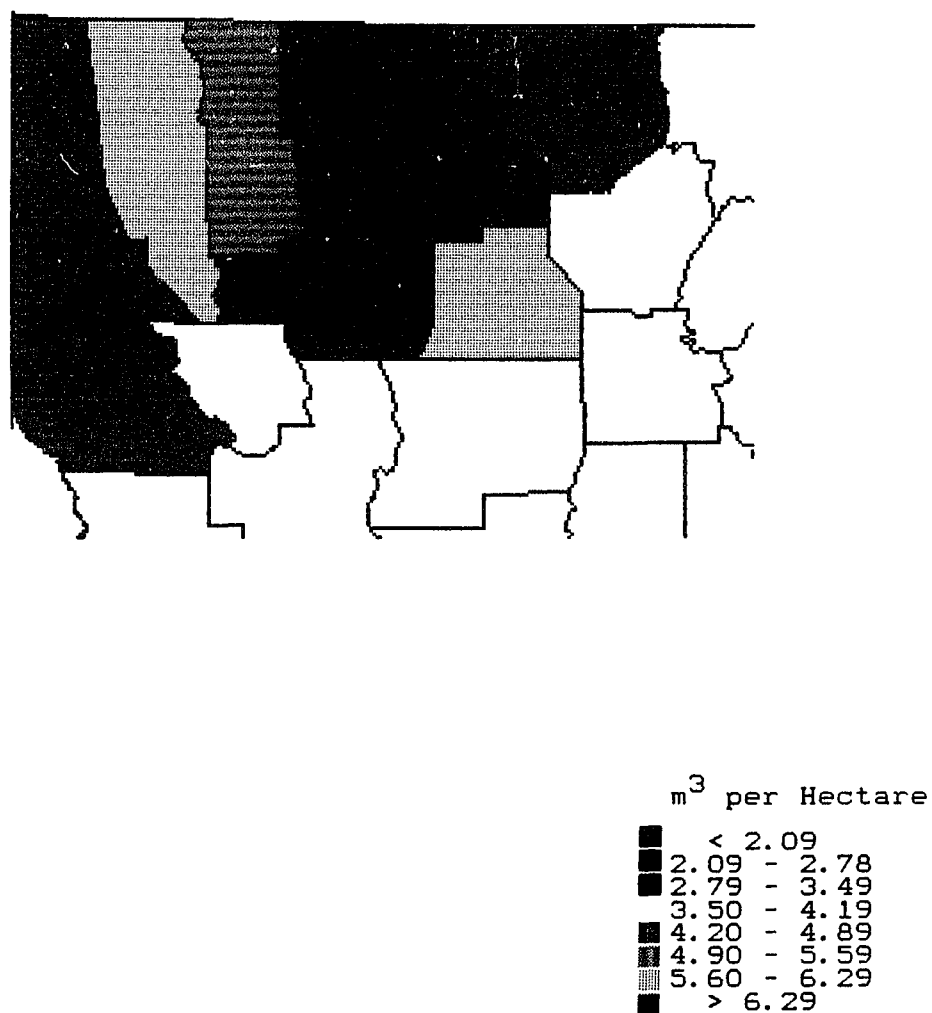 m³ per Hectare
< 2.09
2.09 - 2.78
2.79 - 3.49
3.50 - 4.19
4.20 - 4.89
4.90 - 5.59
5.60 - 6.29
> 6.29